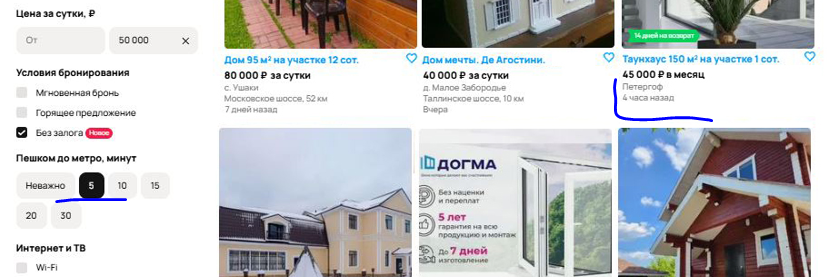 Цена за сутки, ₽
От
50 000
Условия бронирования
Мгновенная бронь
Горящее предложение
Без залога Новое
Пешком до метро, минут
Неважно 5 10 15
20 30
Интернет и ТВ
Wi-Fi
Дом 95 м² на участке 12 сот.
80 000 ₽ за сутки
с. Ушаки
Московское шоссе, 52 км
7 дней назад
Дом мечты. Де Агостини.
40 000 ₽ за сутки
д. Малое Забородье
Таллинское шоссе, 10 км
Вчера
14 дней на возврат
Таунхаус 150 м² на участке 1 сот.
45 000 ₽ в месяц
Петергоф
4 часа назад
ДОГМА
Без наценки
и переплат
5 лет
гарантия на всю
продукцию и монтаж
До 7 дней
изготовление